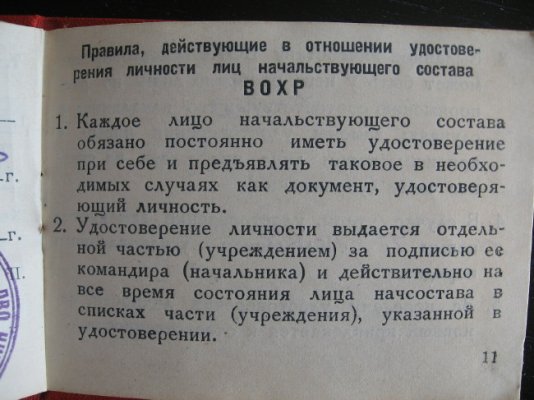 Правила, действующие в отношении удостове-
рения личности лиц начальствующего состава
ВОХР
1. Каждое лицо начальствующего состава
обязано постоянно иметь удостоверение
при себе и предъявлять таковое в необхо-
димых случаях как документ, удостоверя-
ющий личность.
2. Удостоверение личности выдается отдель-
ной частью (учреждением) за подписью ее
командира (начальника) и действительно на
все время состояния лица начсостава в
списках части (учреждения), указанной в
удостоверении.
11
г.
г.